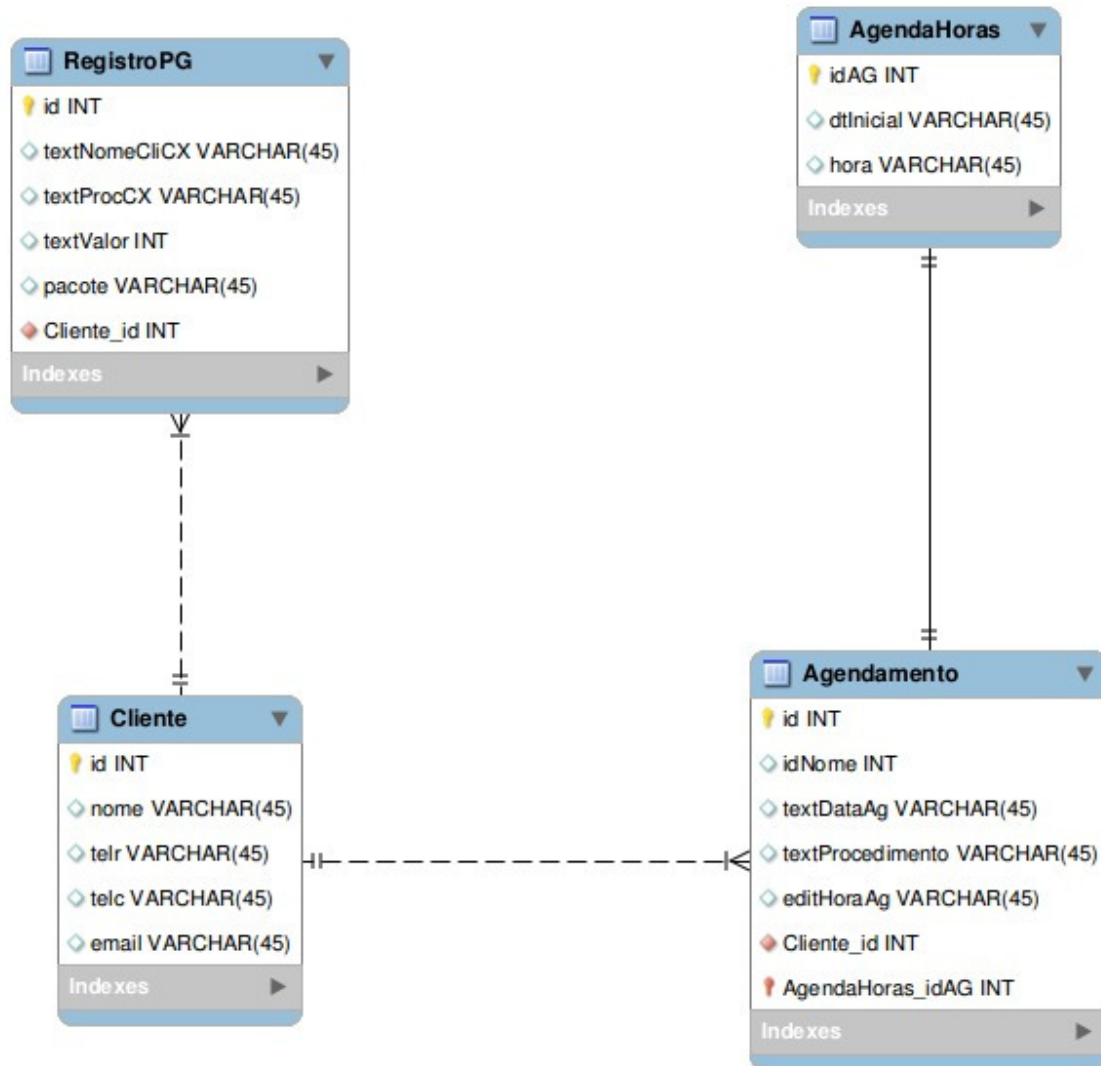 RegistroPG
id INT
textNomeCliCX VARCHAR(45)
textProcCX VARCHAR(45)
textValor INT
pacote VARCHAR(45)
Cliente_id INT
Indexes
AgendaHoras
idAG INT
dtInicial VARCHAR(45)
hora VARCHAR(45)
Indexes
Cliente
id INT
nome VARCHAR(45)
telr VARCHAR(45)
telc VARCHAR(45)
email VARCHAR(45)
Indexes
Agendamento
id INT
idNome INT
textDataAg VARCHAR(45)
textProcedimento VARCHAR(45)
editHoraAg VARCHAR(45)
Cliente_id INT
AgendaHoras_idAG INT
Indexes